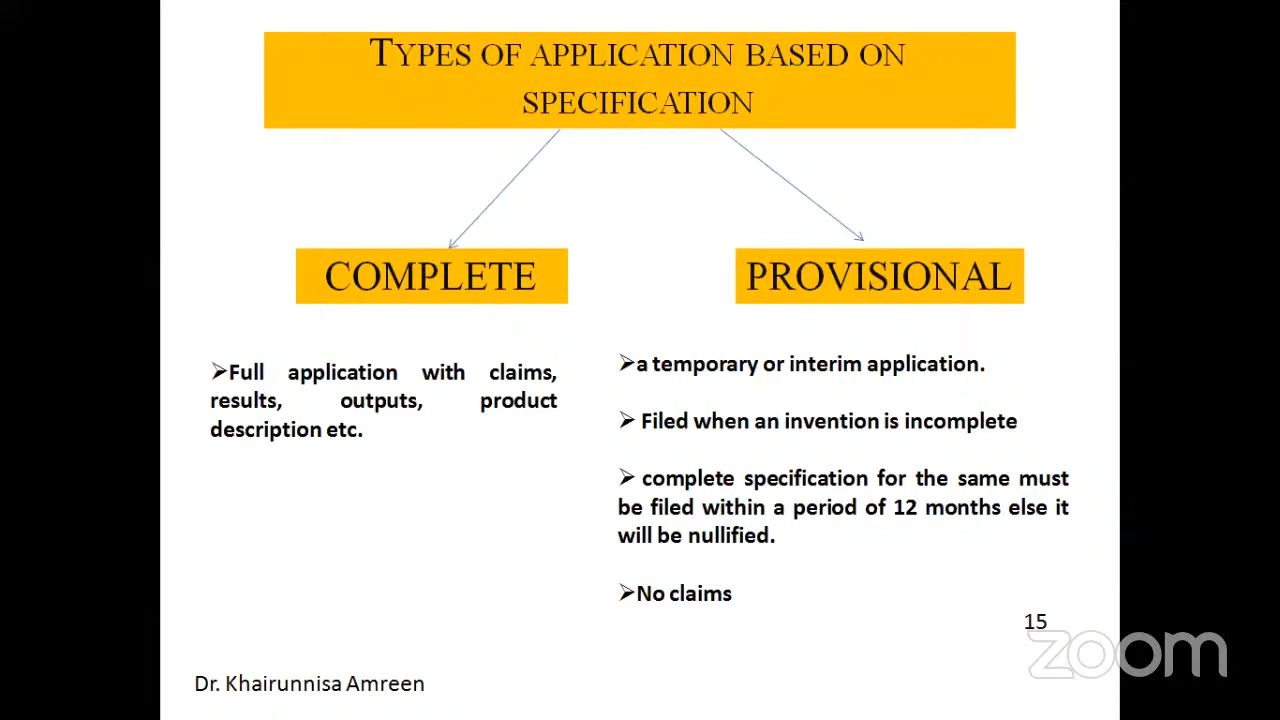 TYPES OF APPLICATION BASED ON
SPECIFICATION
COMPLETE
PROVISIONAL
➢Full application with claims,
results, outputs, product
description etc.
➢a temporary or interim application.
➢ Filed when an invention is incomplete
➢ complete specification for the same must
be filed within a period of 12 months else it
will be nullified.
➢No claims
15
zoom
Dr. Khairunnisa Amreen